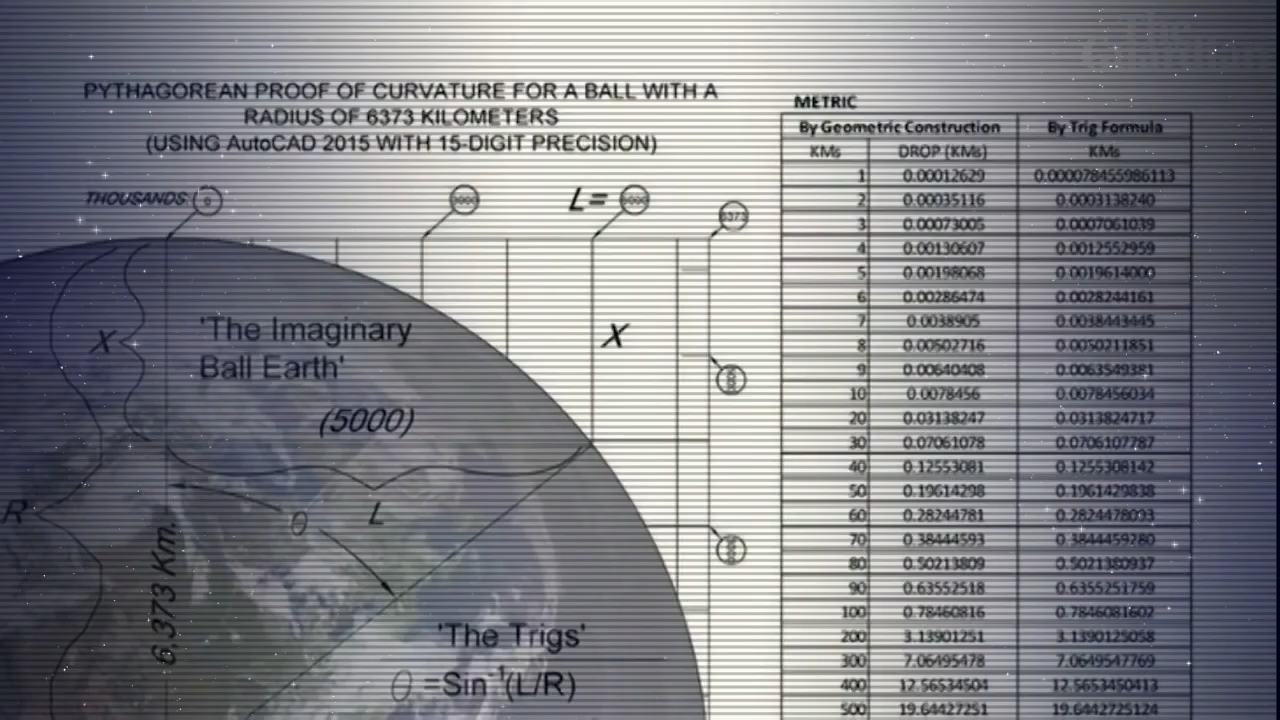 The
Guardian
PYTHAGOREAN PROOF OF CURVATURE FOR A BALL WITH A
RADIUS OF 6373 KILOMETERS
(USING AutoCAD 2015 WITH 15-DIGIT PRECISION)
THOUSANDS: 0
3000
L= 5000
6373
X
'The Imaginary
Ball Earth'
X
(5000)
R
θ
L
6,373 Km.
'The Trigs'
θ =Sin⁻¹(L/R)
METRIC
By Geometric Construction By Trig Formula
KMs DROP (KMs) KMs
1 0.00012629 0.000078455986113
2 0.00035116 0.0003138240
3 0.00073005 0.0007061039
4 0.00130607 0.0012552959
5 0.00198068 0.0019614000
6 0.00286474 0.0028244161
7 0.0038905 0.0038443445
8 0.00502716 0.0050211851
9 0.00640408 0.0063549381
10 0.0078456 0.0078456034
20 0.03138247 0.0313824717
30 0.07061078 0.0706107787
40 0.12553081 0.1255308142
50 0.19614298 0.1961429838
60 0.28244781 0.2824478093
70 0.38444593 0.3844459280
80 0.50213809 0.5021380937
90 0.63552518 0.6355251759
100 0.78460816 0.7846081602
200 3.13901251 3.1390125058
300 7.06495478 7.0649547769
400 12.56534504 12.5653450413
500 19.64427251 19.6442725124